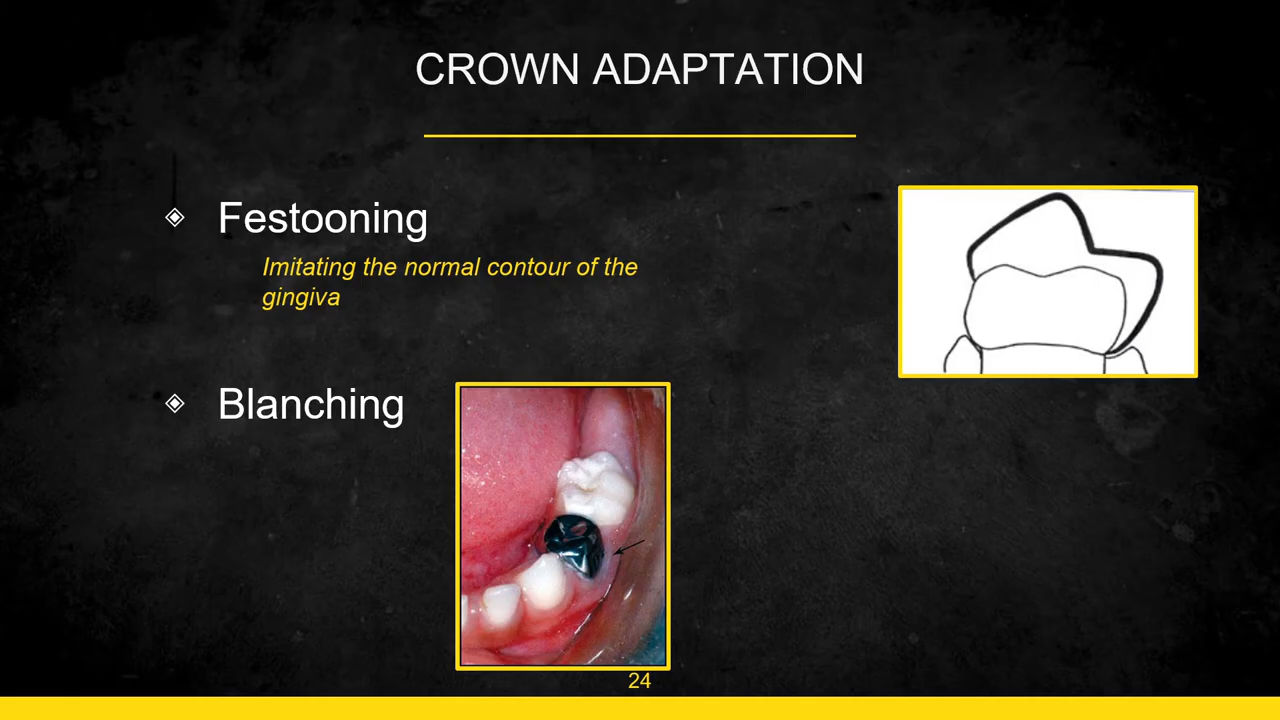 CROWN ADAPTATION
Festooning
Imitating the normal contour of the
gingiva
Blanching
24